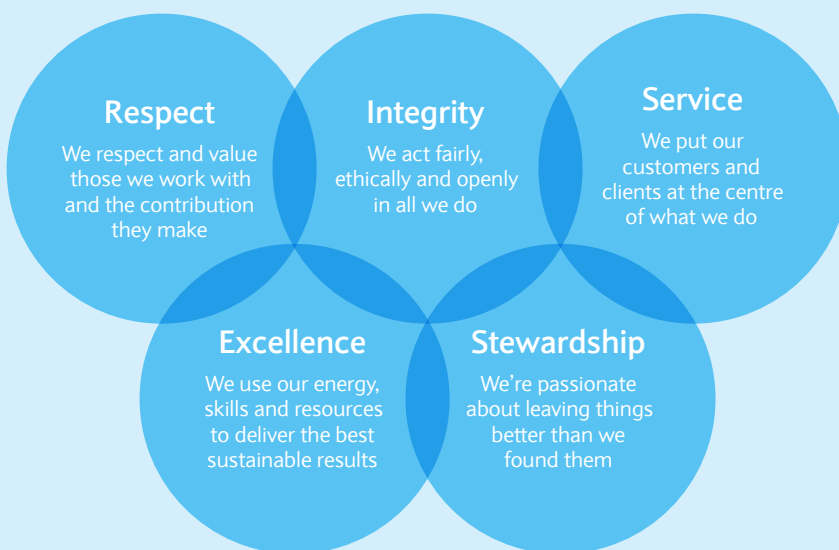 Respect
We respect and value
those we work with
and the contribution
they make
Integrity
We act fairly,
ethically and openly
in all we do
Service
We put our
customers and
clients at the centre
of what we do
Excellence
We use our energy,
skills and resources
to deliver the best
sustainable results
Stewardship
We’re passionate
about leaving things
better than we
found them